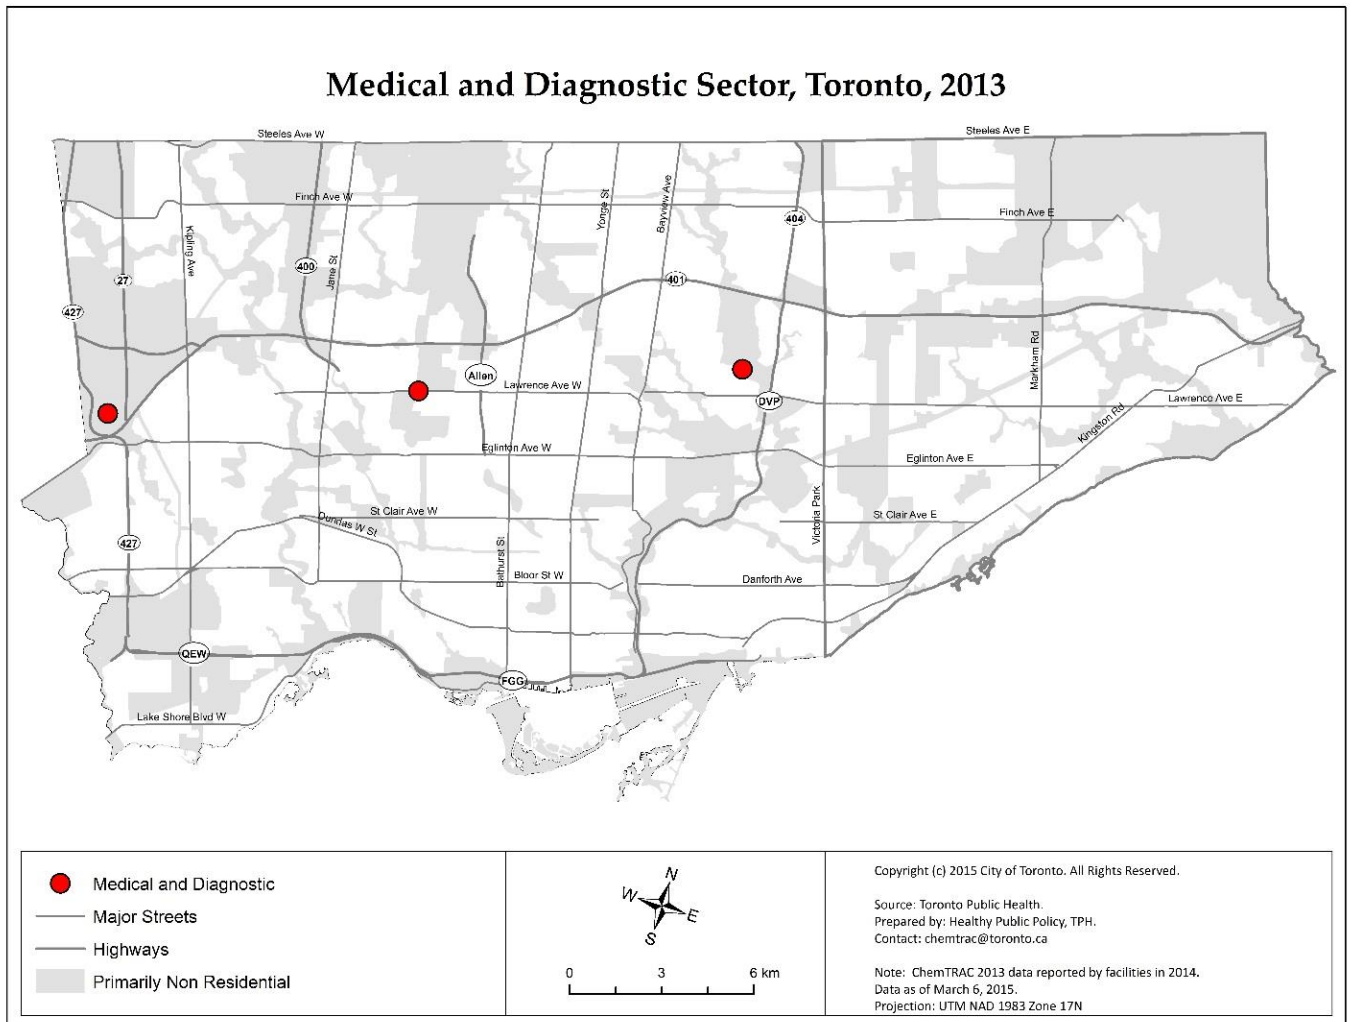 Medical and Diagnostic Sector, Toronto, 2013
Steeles Ave W
Steeles Ave E
Finch Ave W
Finch Ave E
Kipling Ave
Jane St
Yonge St
Bayview Ave
404
400
27
401
427
Markham Rd
Allen
Lawrence Ave W
DVP
Lawrence Ave E
Kingston Rd
Eglinton Ave W
Eglinton Ave E
Victoria Park
St Clair Ave W
Dundas W St
St Clair Ave E
427
Bathurst St
Bloor St W
Danforth Ave
QEW
FGG
Lake Shore Blvd W
Medical and Diagnostic
Major Streets
Highways
Primarily Non Residential
N
W
E
S
0 3 6 km
Copyright (c) 2015 City of Toronto. All Rights Reserved.
Source: Toronto Public Health.
Prepared by: Healthy Public Policy, TPH.
Contact: chemtrac@toronto.ca
Note: ChemTRAC 2013 data reported by facilities in 2014.
Data as of March 6, 2015.
Projection: UTM NAD 1983 Zone 17N